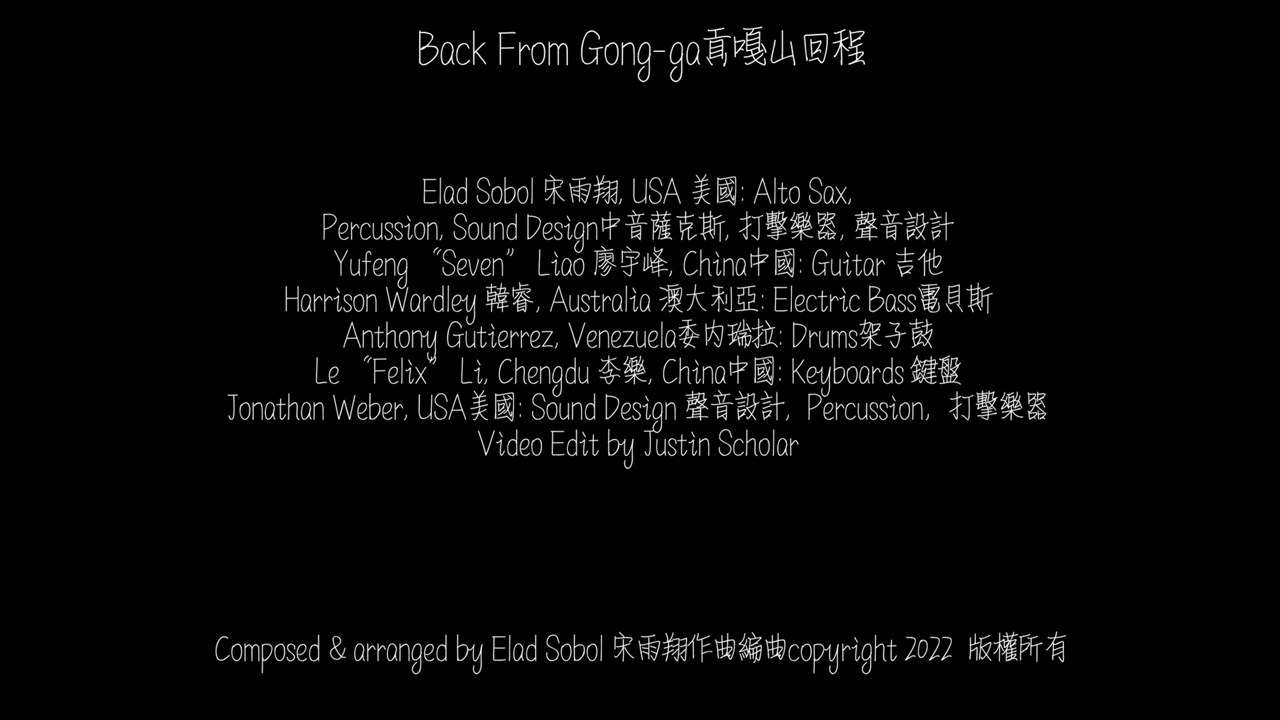 Back From Gong-ga貢嘎山回程
Elad Sobol 宋雨翔, USA 美國: Alto Sax,
Percussion, Sound Design中音薩克斯, 打擊樂器, 聲音設計
Yufeng “Seven” Liao 廖宇峰, China中國: Guitar 吉他
Harrison Wardley 韓睿, Australia 澳大利亞: Electric Bass電貝斯
Anthony Gutierrez, Venezuela委内瑞拉: Drums架子鼓
Le “Felix” Li, Chengdu 李樂, China中國: Keyboards 鍵盤
Jonathan Weber, USA美國: Sound Design 聲音設計, Percussion, 打擊樂器
Video Edit by Justin Scholar
Composed & arranged by Elad Sobol 宋雨翔作曲編曲copyright 2022 版權所有